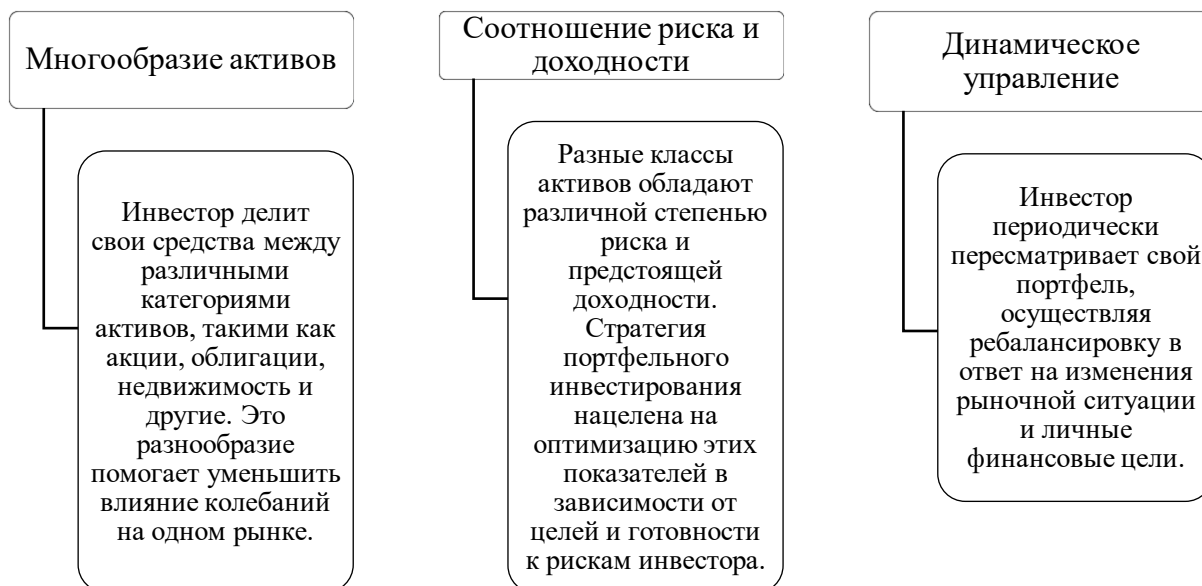 Многообразие активов
Инвестор делит
свои средства между
различными
категориями
активов, такими как
акции, облигации,
недвижимость и
другие. Это
разнообразие
помогает уменьшить
влияние колебаний
на одном рынке.
Соотношение риска и
доходности
Разные классы
активов обладают
различной степенью
риска и
предстоящей
доходности.
Стратегия
портфельного
инвестирования
нацелена на
оптимизацию этих
показателей в
зависимости от
целей и готовности
к рискам инвестора.
Динамическое
управление
Инвестор
периодически
пересматривает свой
портфель,
осуществляя
ребалансировку в
ответ на изменения
рыночной ситуации
и личные
финансовые цели.